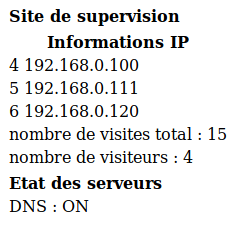 Site de supervision
Informations IP
4 192.168.0.100
5 192.168.0.111
6 192.168.0.120
nombre de visites total : 15
nombre de visiteurs : 4
Etat des serveurs
DNS : ON